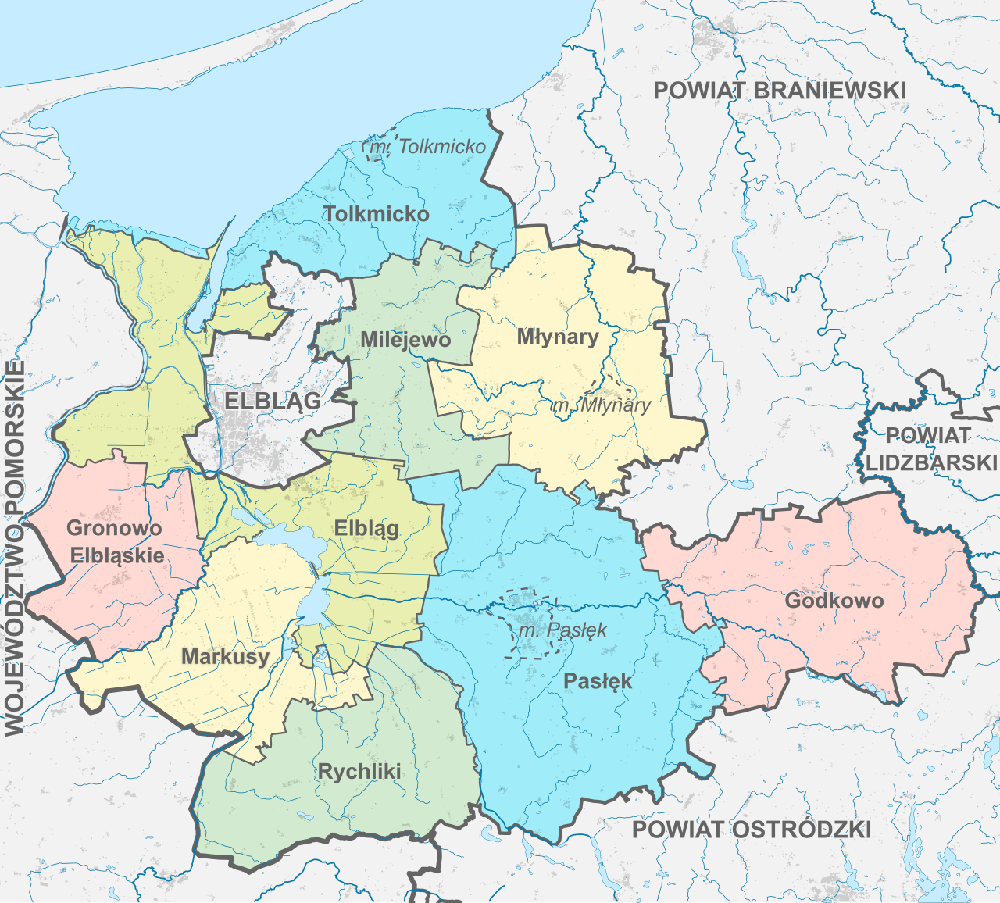 POWIAT BRANIEWSKI
m. Tolkmicko
Tolkmicko
Milejewo
Młynary
WOJEWÓDZTWO POMORSKIE
ELBLĄG
m. Młynary
POWIAT
LIDZBARSKI
Gronowo
Elbląskie
Elbląg
Godkowo
m. Pasłęk
Markusy
Pasłęk
Rychliki
POWIAT OSTRÓDZKI